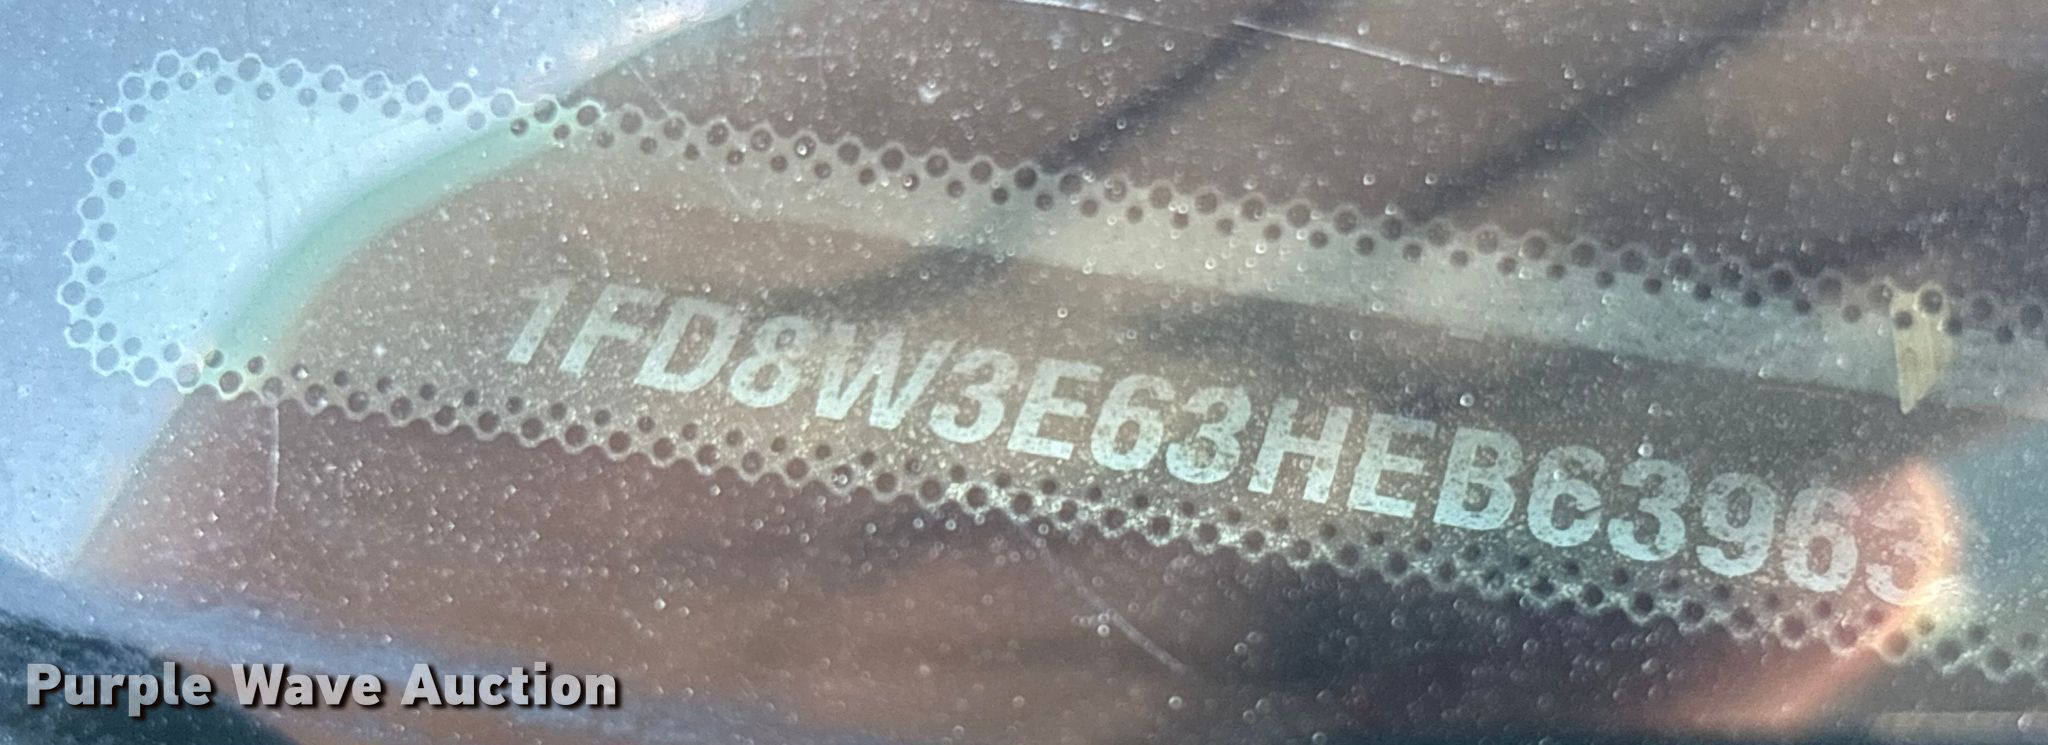 1FD8W3E63HEB63963
Purple Wave Auction